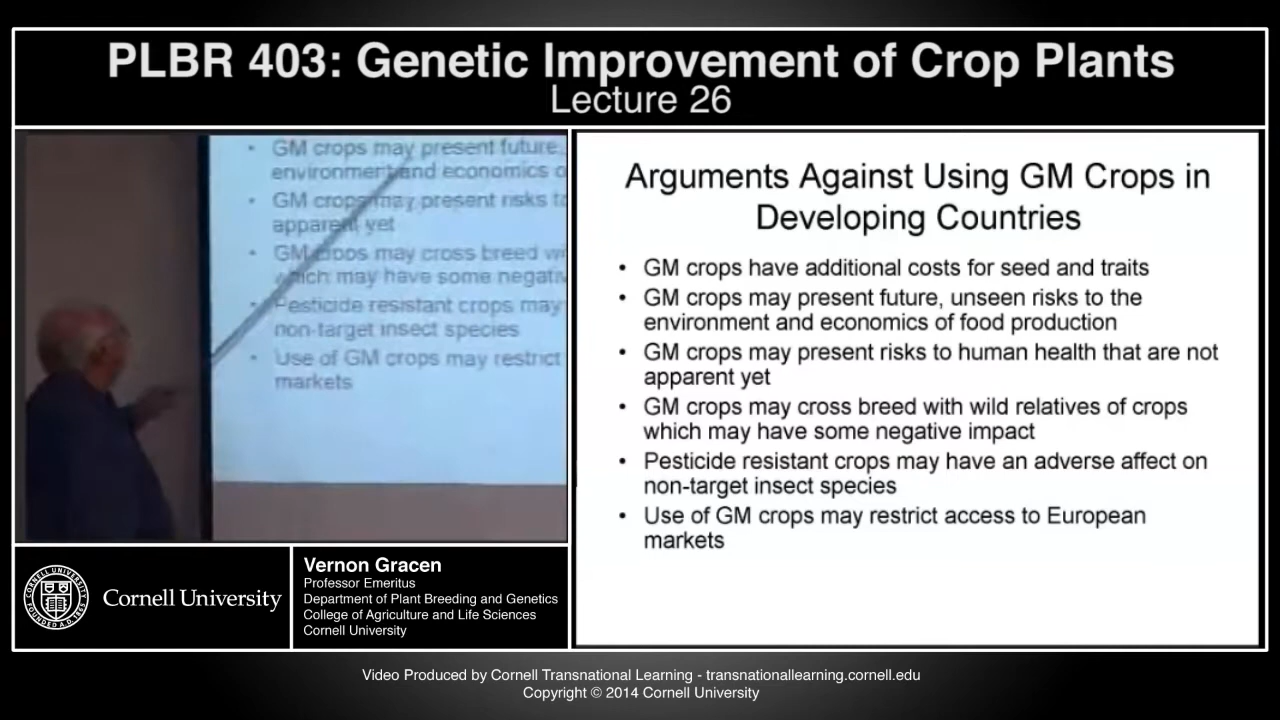 PLBR 403: Genetic Improvement of Crop Plants
Lecture 26
GM crops may present future,
environment and economics o
GM crops may present risks to
apparent yet
GM crops may cross breed wi
which may have some negativ
Pesticide resistant crops may
non-target insect species
Use of GM crops may restrict
markets
Arguments Against Using GM Crops in
Developing Countries
• GM crops have additional costs for seed and traits
• GM crops may present future, unseen risks to the
environment and economics of food production
• GM crops may present risks to human health that are not
apparent yet
• GM crops may cross breed with wild relatives of crops
which may have some negative impact
• Pesticide resistant crops may have an adverse affect on
non-target insect species
• Use of GM crops may restrict access to European
markets
Cornell University
Vernon Gracen
Professor Emeritus
Department of Plant Breeding and Genetics
College of Agriculture and Life Sciences
Cornell University
Video Produced by Cornell Transnational Learning - transnationallearning.cornell.edu
Copyright © 2014 Cornell University